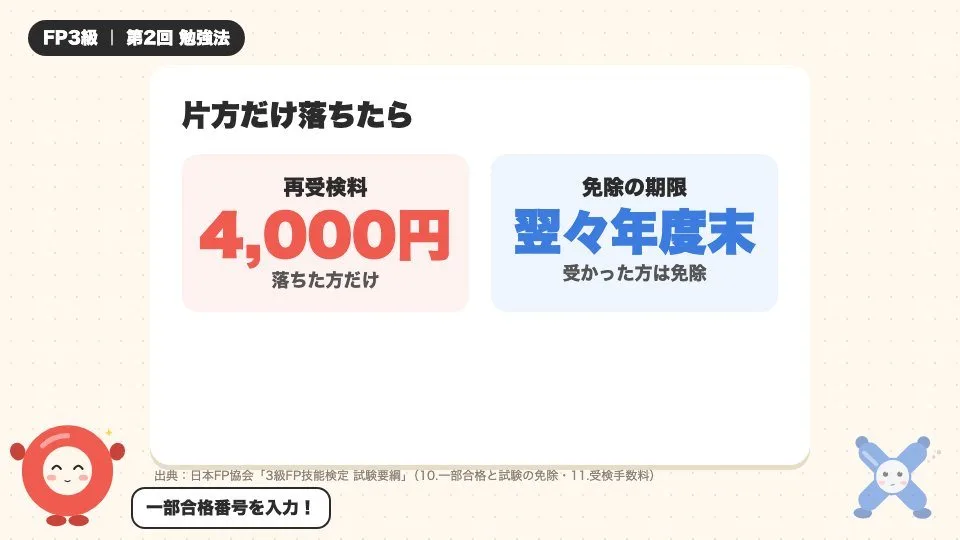 FP3級 | 第2回 勉強法
片方だけ落ちたら
再受検料
4,000円
落ちた方だけ
免除の期限
翌々年度末
受かった方は免除
出典：日本FP協会「3級FP技能検定 試験要綱」（10.一部合格と試験の免除・11.受検手数料）
一部合格番号を入力！